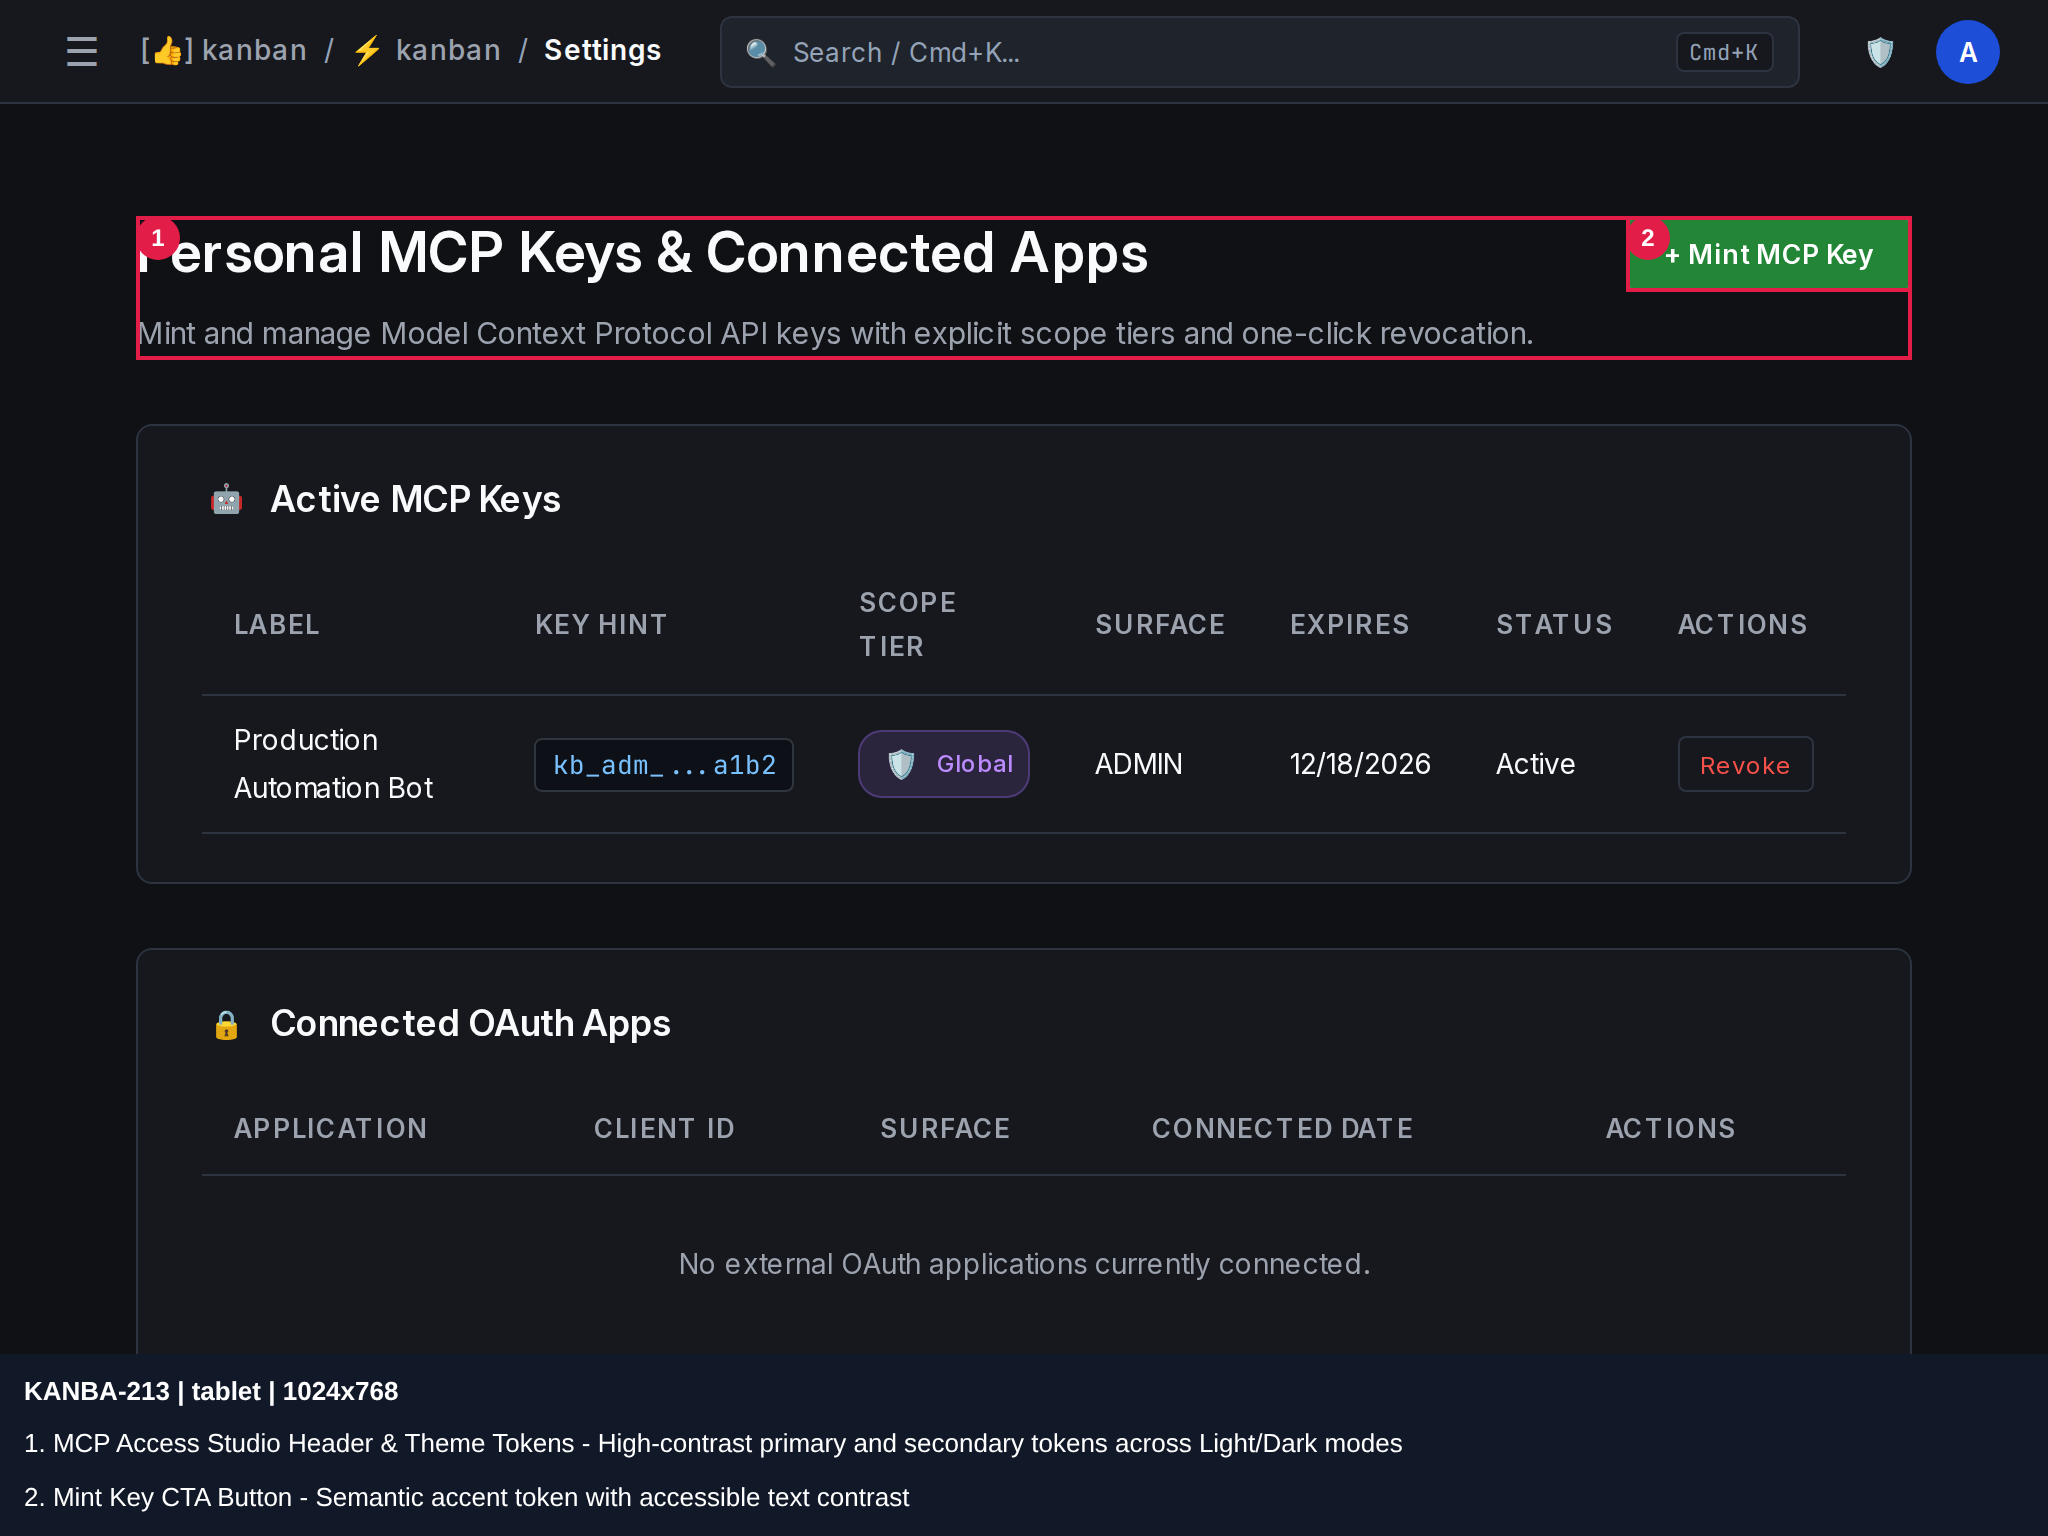 [👍] kanban / ⚡ kanban / Settings
🔍 Search / Cmd+K...
Cmd+K
A
1
Personal MCP Keys & Connected Apps
2
+ Mint MCP Key
Mint and manage Model Context Protocol API keys with explicit scope tiers and one-click revocation.
🤖 Active MCP Keys
LABEL KEY HINT SCOPE TIER SURFACE EXPIRES STATUS ACTIONS
Production Automation Bot kb_adm_...a1b2 🛡️ Global ADMIN 12/18/2026 Active Revoke
🔒 Connected OAuth Apps
APPLICATION CLIENT ID SURFACE CONNECTED DATE ACTIONS
No external OAuth applications currently connected.
KANBA-213 | tablet | 1024x768
1. MCP Access Studio Header & Theme Tokens - High-contrast primary and secondary tokens across Light/Dark modes
2. Mint Key CTA Button - Semantic accent token with accessible text contrast